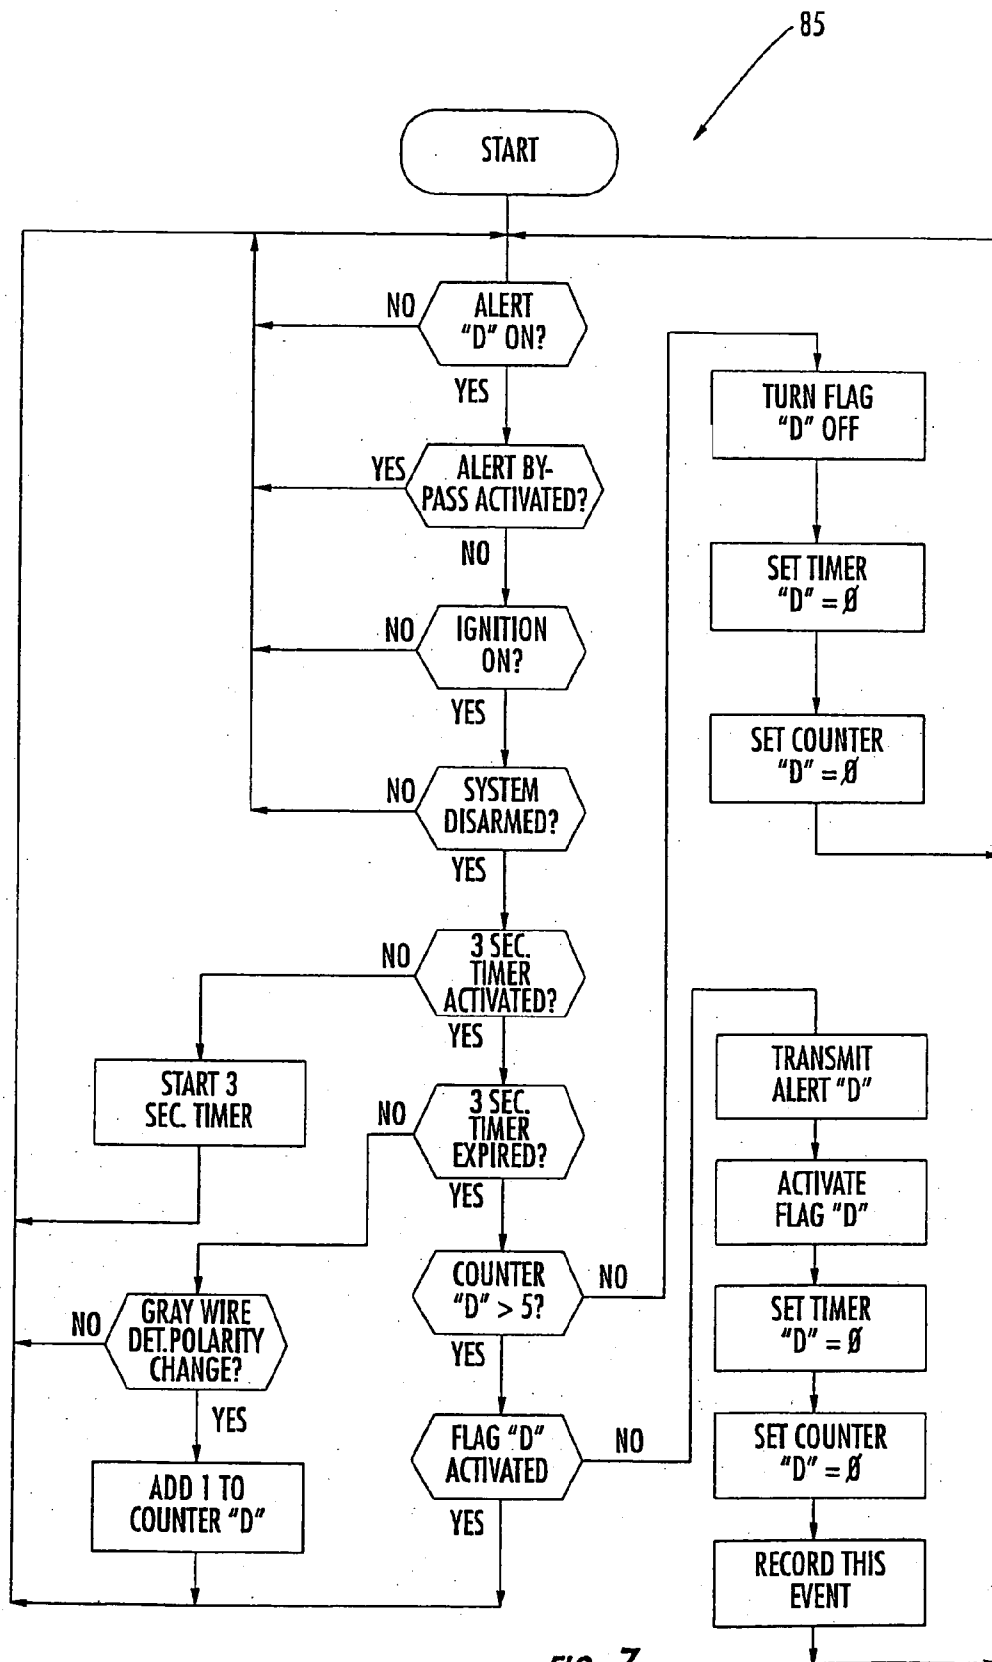 85
START
ALERT
"D" ON?
NO
YES
ALERT BY-
PASS ACTIVATED?
YES
NO
IGNITION
ON?
NO
YES
SYSTEM
DISARMED?
NO
YES
3 SEC.
TIMER
ACTIVATED?
NO
YES
START 3
SEC. TIMER
3 SEC.
TIMER
EXPIRED?
NO
YES
GRAY WIRE
DET.POLARITY
CHANGE?
NO
YES
ADD 1 TO
COUNTER "D"
COUNTER
"D" > 5?
NO
YES
FLAG "D"
ACTIVATED
NO
YES
TURN FLAG
"D" OFF
SET TIMER
"D" = Ø
SET COUNTER
"D" = Ø
TRANSMIT
ALERT "D"
ACTIVATE
FLAG "D"
SET TIMER
"D" = Ø
SET COUNTER
"D" = Ø
RECORD THIS
EVENT
FIG. 7